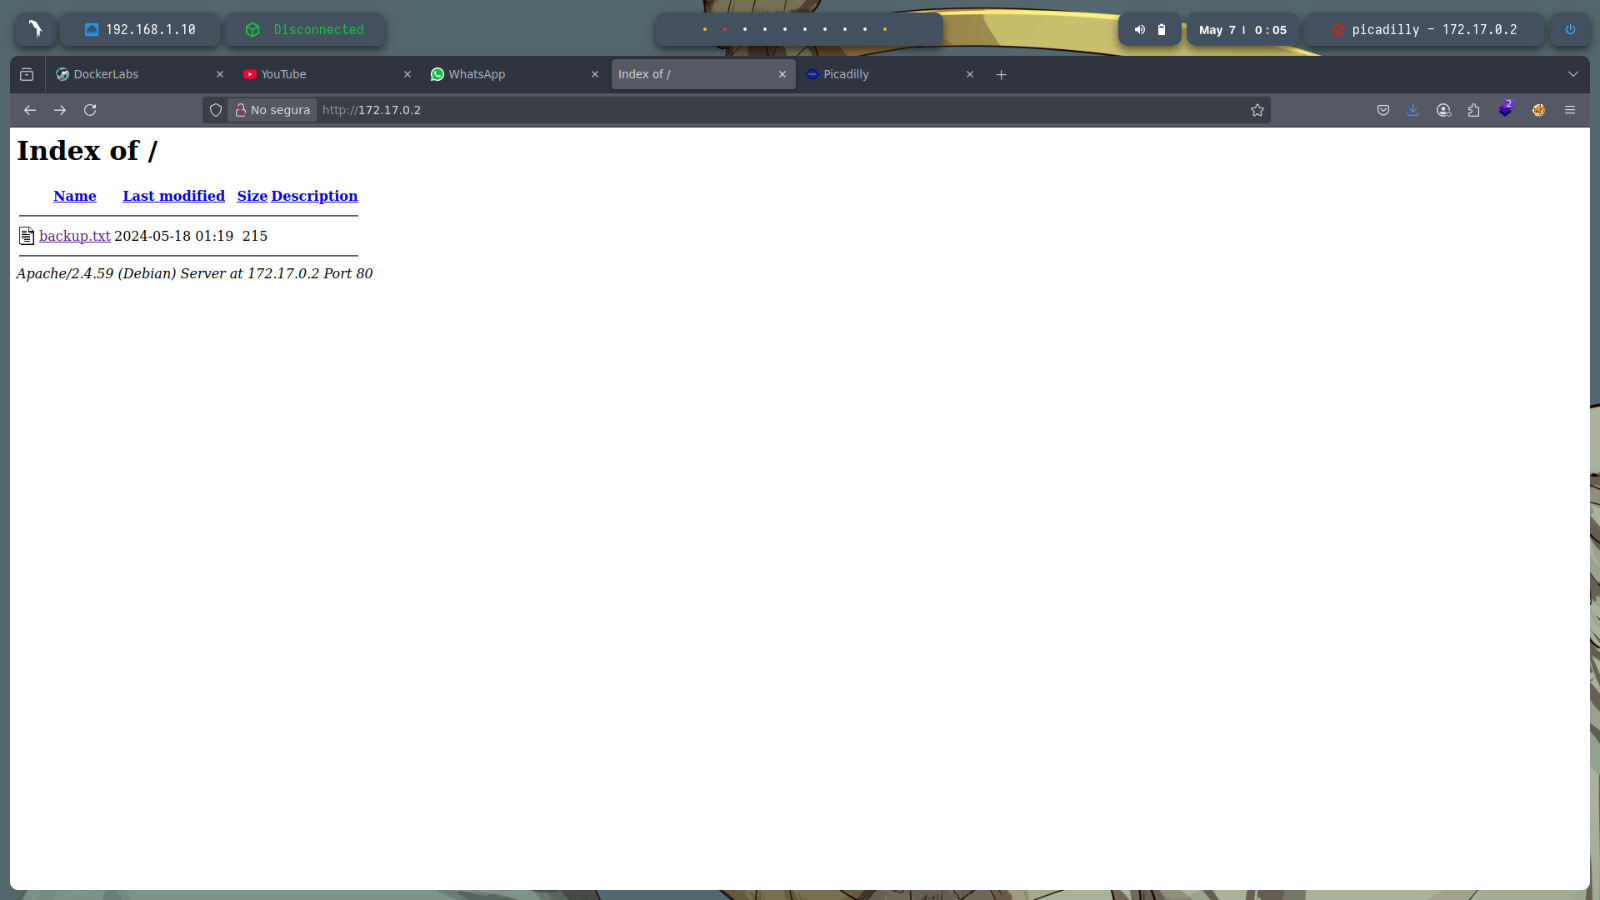 192.168.1.10 Disconnected May 7 | 0:05 picadilly - 172.17.0.2
DockerLabs YouTube WhatsApp Index of / Picadilly
No segura http://172.17.0.2 2
Index of /
Name Last modified Size Description
backup.txt 2024-05-18 01:19 215
Apache/2.4.59 (Debian) Server at 172.17.0.2 Port 80